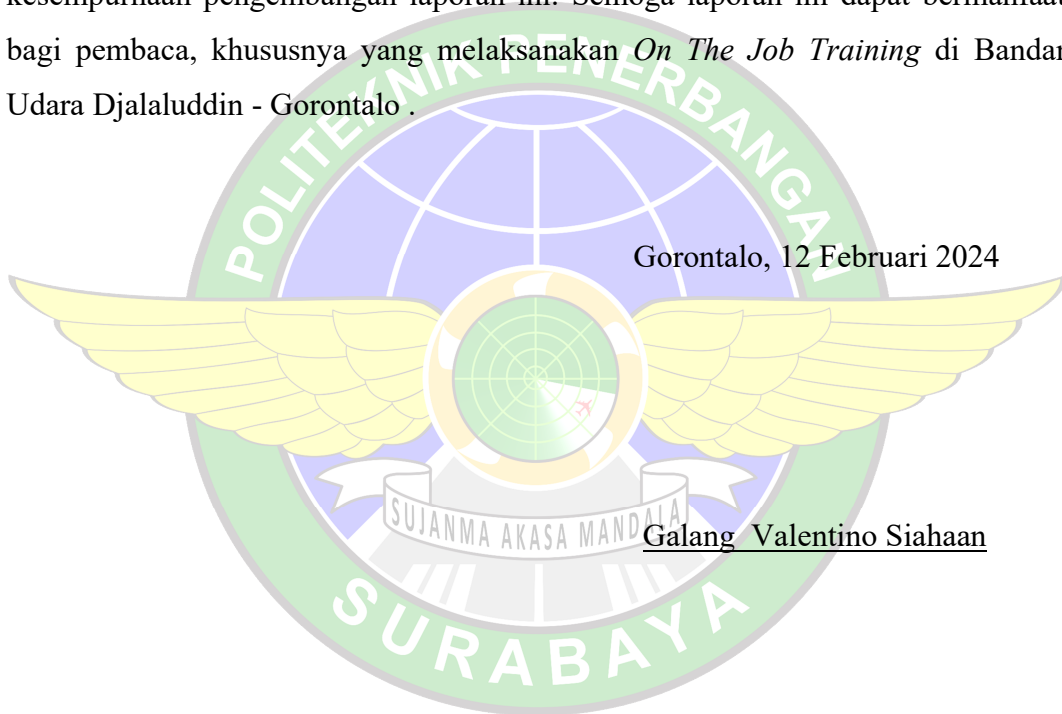 kesempurnaan pengembangan laporan ini. Semoga laporan ini dapat bermanfaat
bagi pembaca, khususnya yang melaksanakan On The Job Training di Bandar
Udara Djalaluddin - Gorontalo .
POLITEKNIK PENERBANGAN
Gorontalo, 12 Februari 2024
SUJANMA AKASA MANDALA
Galang Valentino Siahaan
SURABAYA